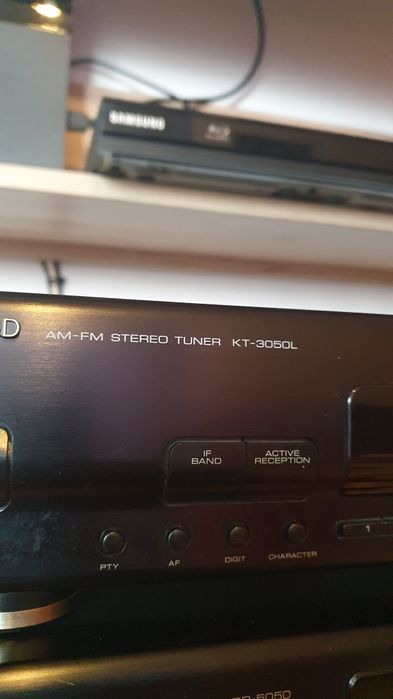 SAMSUNG
AM-FM STEREO TUNER KT-3050L
IF
BAND
ACTIVE
RECEPTION
1
PTY
AF
DIGIT
CHARACTER